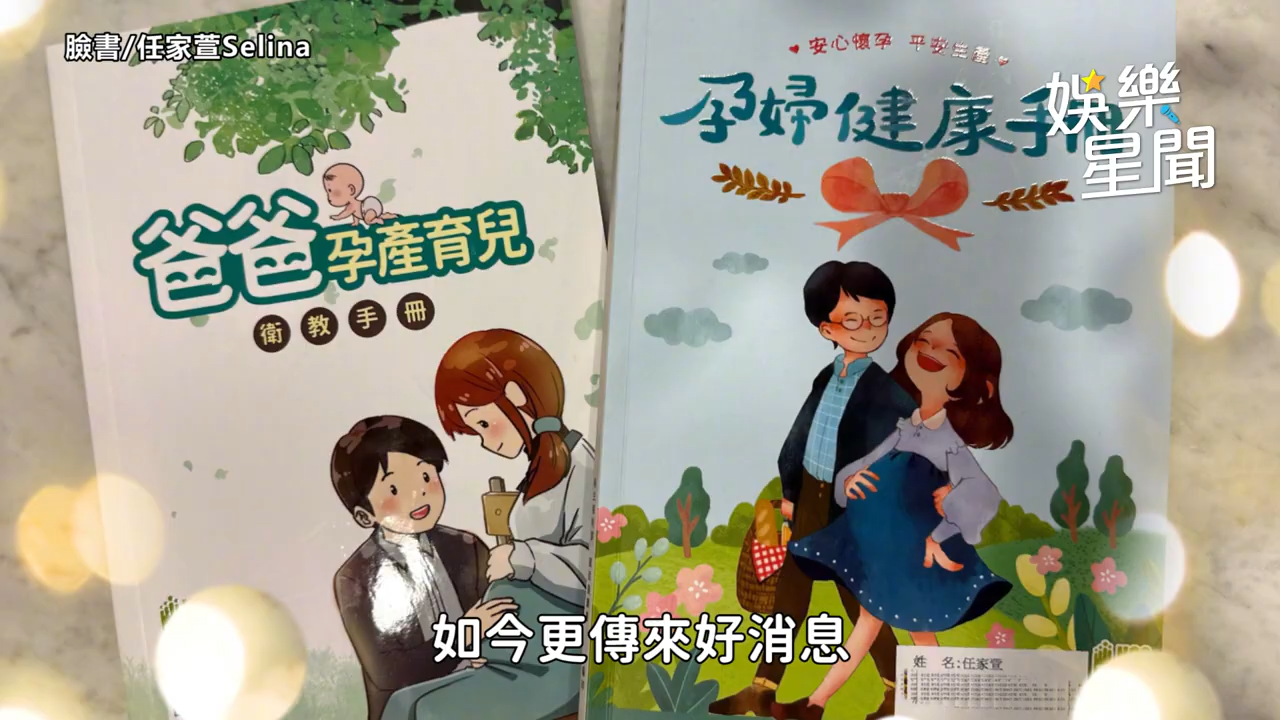 臉書/任家萱Selina
娛樂
星聞
安心懷孕 平安生產
孕婦健康手
爸爸孕產育兒
衛教手冊
如今更傳來好消息
姓 名:任家萱